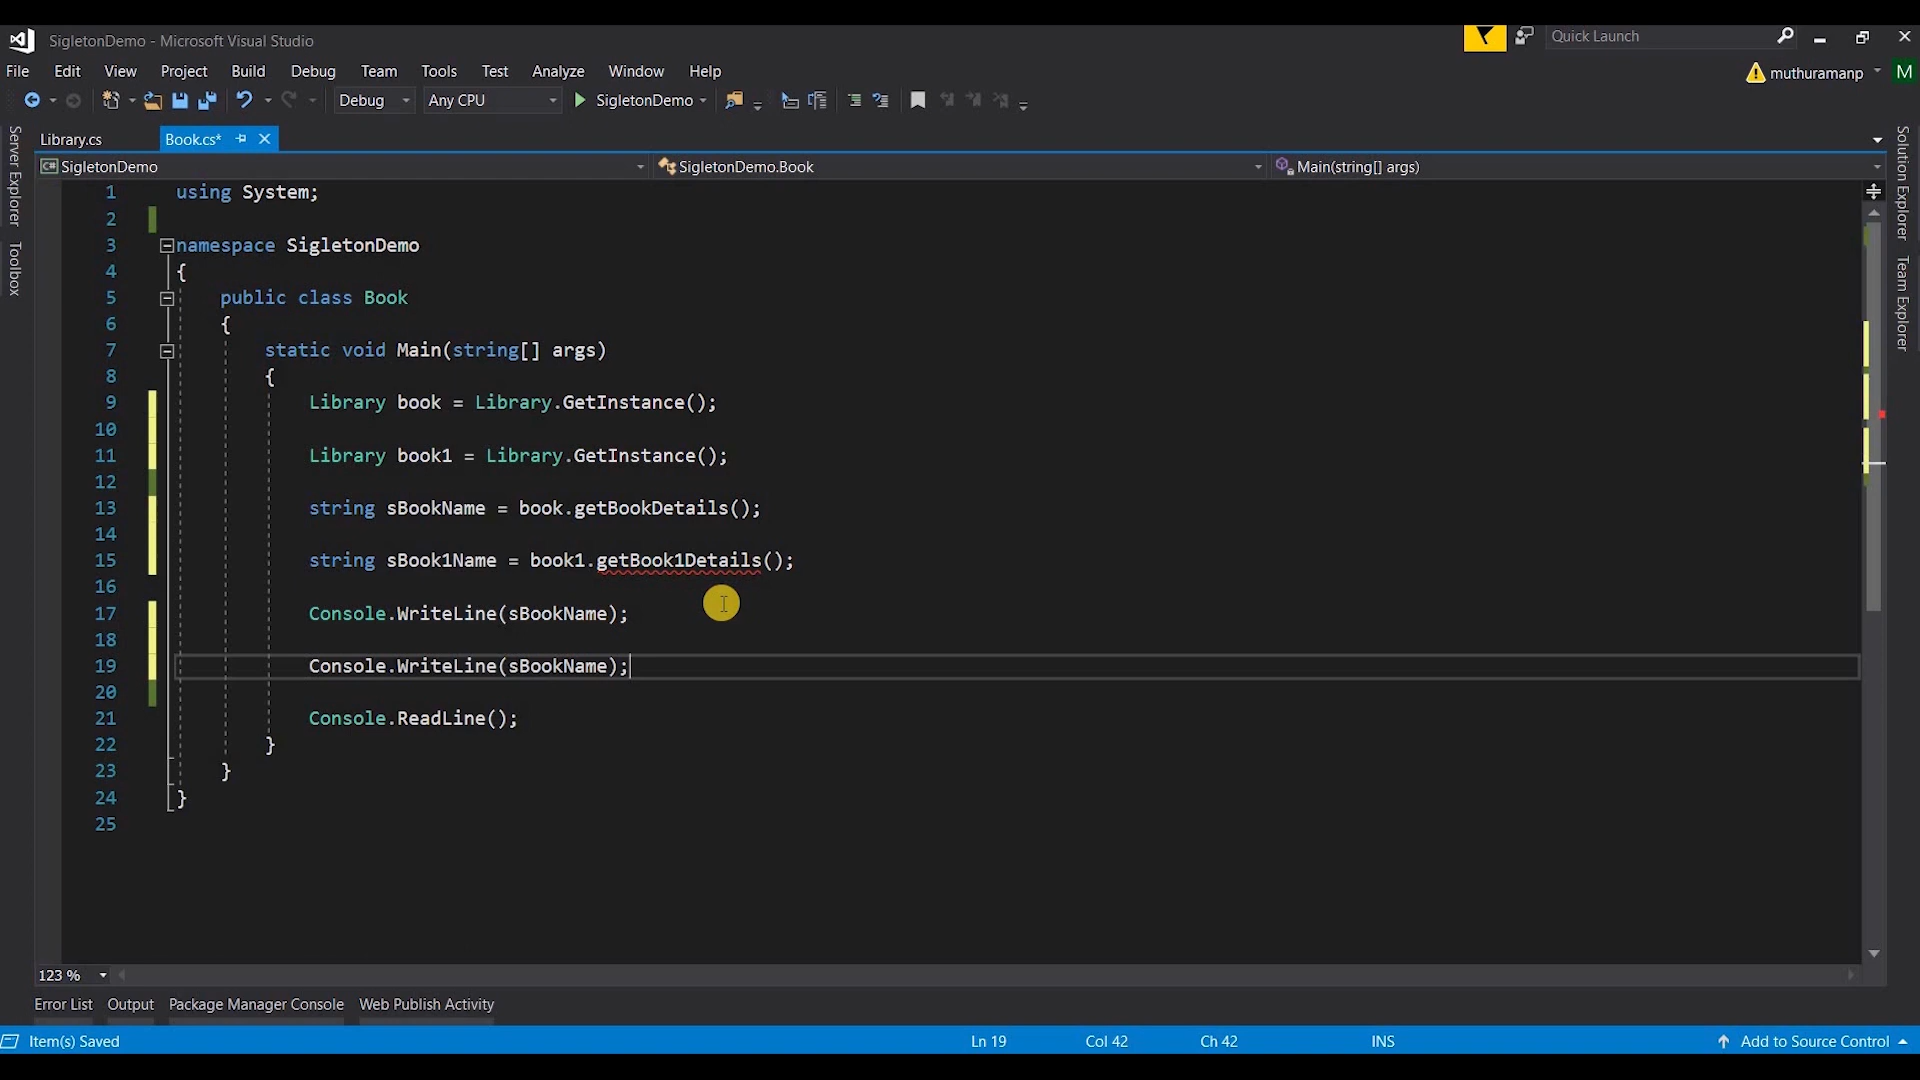 SigletonDemo - Microsoft Visual Studio
Quick Launch
File Edit View Project Build Debug Team Tools Test Analyze Window Help
muthuramanp M
Debug Any CPU SigletonDemo
Library.cs Book.cs*
SigletonDemo SigletonDemo.Book Main(string[] args)
Server Explorer
Toolbox
Solution Explorer
Team Explorer
1 using System;
2
3 namespace SigletonDemo
4 {
5 public class Book
6 {
7 static void Main(string[] args)
8 {
9 Library book = Library.GetInstance();
10
11 Library book1 = Library.GetInstance();
12
13 string sBookName = book.getBookDetails();
14
15 string sBook1Name = book1.getBook1Details();
16
17 Console.WriteLine(sBookName);
18
19 Console.WriteLine(sBookName);
20
21 Console.ReadLine();
22 }
23 }
24 }
25
123 %
Error List Output Package Manager Console Web Publish Activity
Item(s) Saved Ln 19 Col 42 Ch 42 INS Add to Source Control